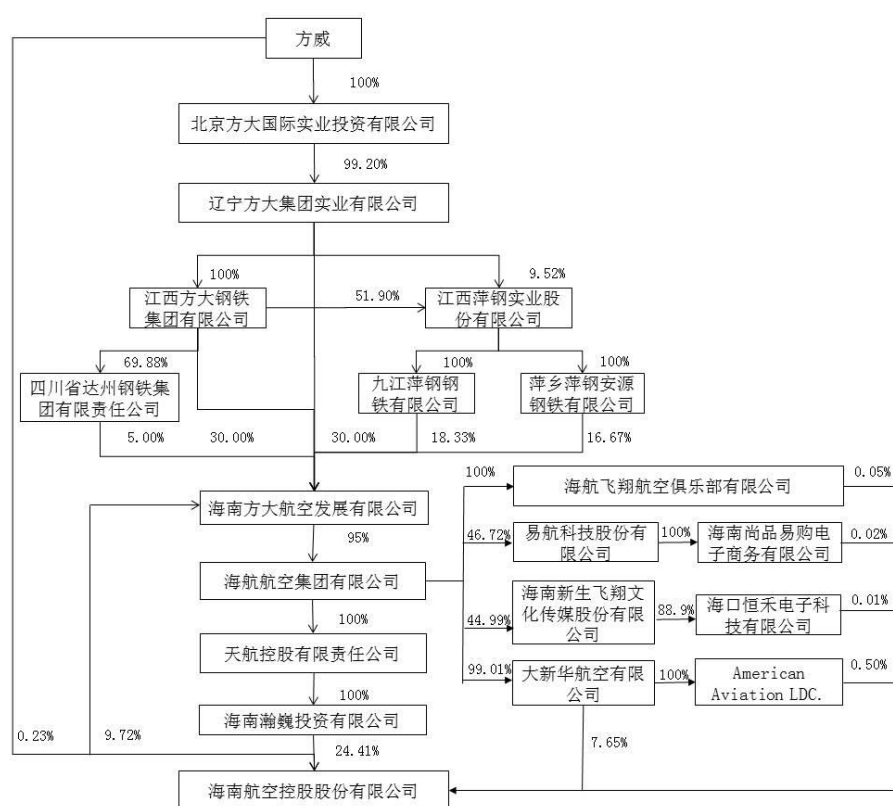 方威
100%
北京方大国际实业投资有限公司
99.20%
辽宁方大集团实业有限公司
100%
9.52%
江西方大钢铁
集团有限公司
51.90%
江西萍钢实业股
份有限公司
69.88%
100%
100%
四川省达州钢铁集
团有限责任公司
九江萍钢钢
铁有限公司
萍乡萍钢安源
钢铁有限公司
5.00%
30.00%
30.00%
18.33%
16.67%
海南方大航空发展有限公司
100%
海航飞翔航空俱乐部有限公司
0.05%
95%
46.72%
易航科技股份有
限公司
100%
海南尚品易购电
子商务有限公司
0.02%
海航航空集团有限公司
100%
44.99%
海南新生飞翔文
化传媒股份有限
公司
88.9%
海口恒禾电子科
技有限公司
0.01%
天航控股有限责任公司
99.01%
大新华航空有限
公司
100%
American
Aviation LDC.
0.50%
100%
海南瀚巍投资有限公司
0.23%
9.72%
24.41%
7.65%
海南航空控股股份有限公司